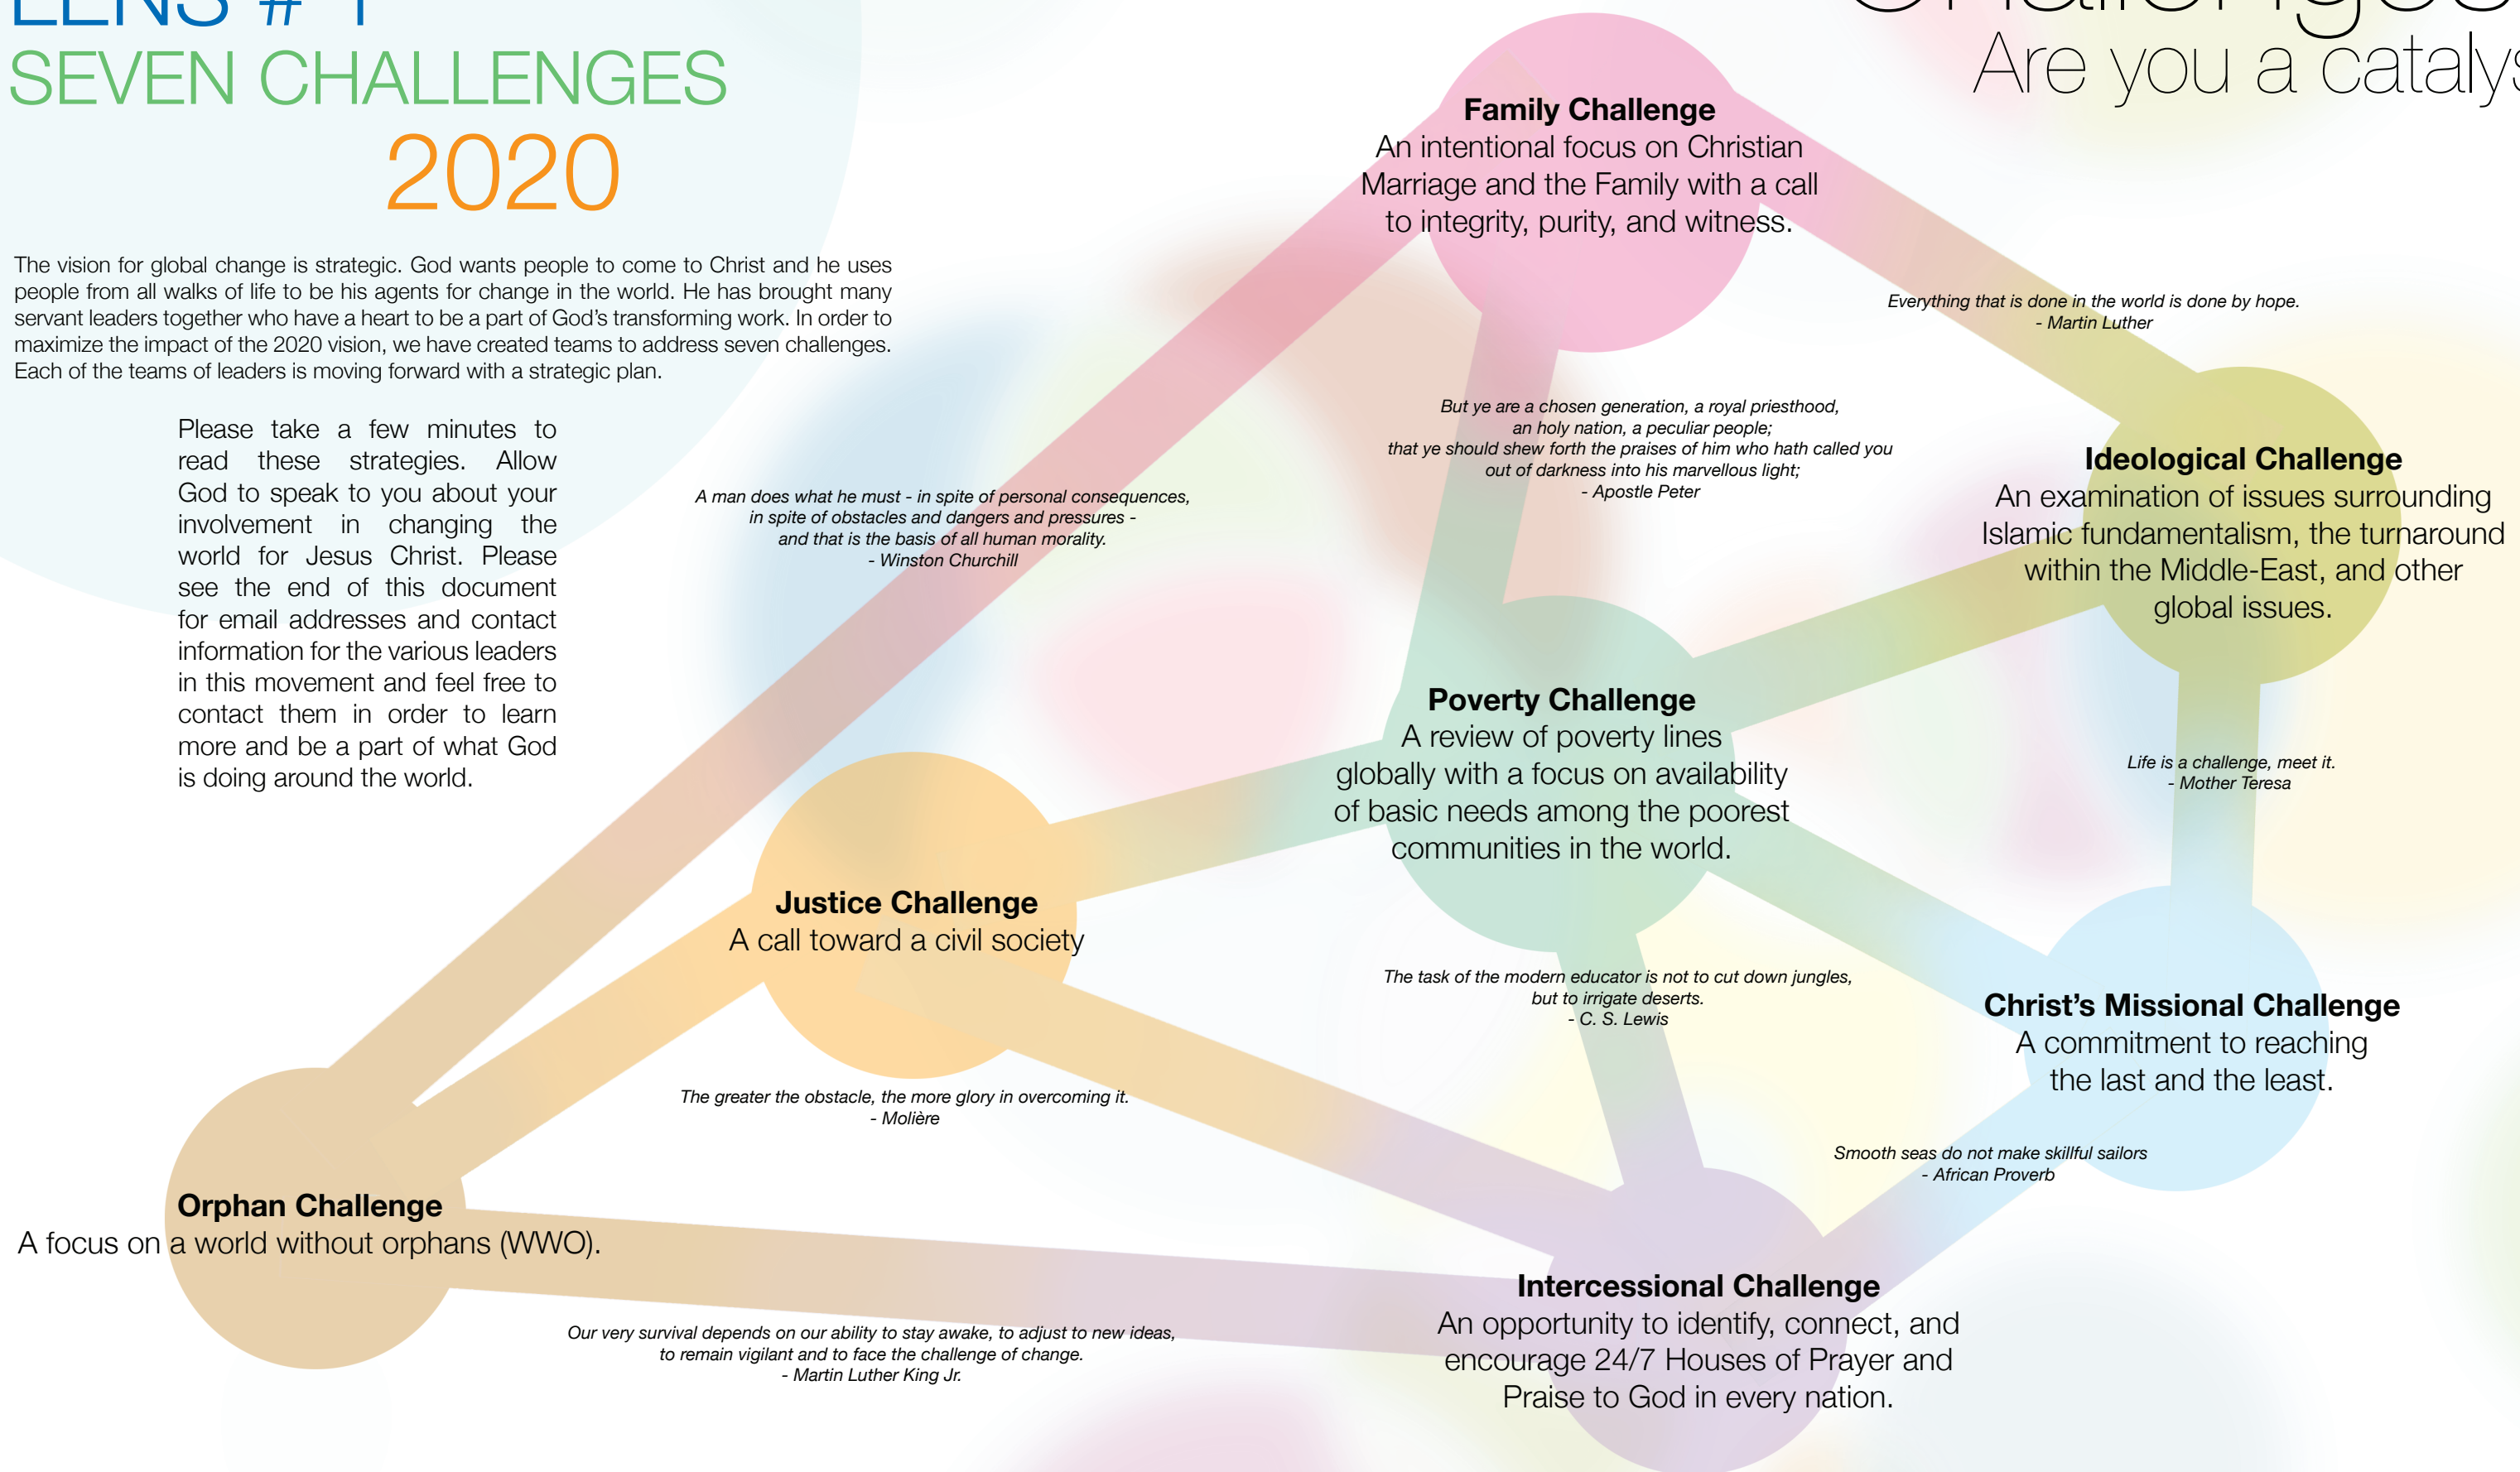 LENS # 1
SEVEN CHALLENGES
2020
Challenges.
Are you a catalys
The vision for global change is strategic. God wants people to come to Christ and he uses
people from all walks of life to be his agents for change in the world. He has brought many
servant leaders together who have a heart to be a part of God's transforming work. In order to
maximize the impact of the 2020 vision, we have created teams to address seven challenges.
Each of the teams of leaders is moving forward with a strategic plan.
Please take a few minutes to
read these strategies. Allow
God to speak to you about your
involvement in changing the
world for Jesus Christ. Please
see the end of this document
for email addresses and contact
information for the various leaders
in this movement and feel free to
contact them in order to learn
more and be a part of what God
is doing around the world.
Family Challenge
An intentional focus on Christian
Marriage and the Family with a call
to integrity, purity, and witness.
Everything that is done in the world is done by hope.
- Martin Luther
But ye are a chosen generation, a royal priesthood,
an holy nation, a peculiar people;
that ye should shew forth the praises of him who hath called you
out of darkness into his marvellous light;
- Apostle Peter
A man does what he must - in spite of personal consequences,
in spite of obstacles and dangers and pressures -
and that is the basis of all human morality.
- Winston Churchill
Ideological Challenge
An examination of issues surrounding
Islamic fundamentalism, the turnaround
within the Middle-East, and other
global issues.
Poverty Challenge
A review of poverty lines
globally with a focus on availability
of basic needs among the poorest
communities in the world.
Life is a challenge, meet it.
- Mother Teresa
Justice Challenge
A call toward a civil society
The task of the modern educator is not to cut down jungles,
but to irrigate deserts.
- C. S. Lewis
Christ's Missional Challenge
A commitment to reaching
the last and the least.
The greater the obstacle, the more glory in overcoming it.
- Molière
Smooth seas do not make skillful sailors
- African Proverb
Orphan Challenge
A focus on a world without orphans (WWO).
Intercessional Challenge
An opportunity to identify, connect, and
encourage 24/7 Houses of Prayer and
Praise to God in every nation.
Our very survival depends on our ability to stay awake, to adjust to new ideas,
to remain vigilant and to face the challenge of change.
- Martin Luther King Jr.